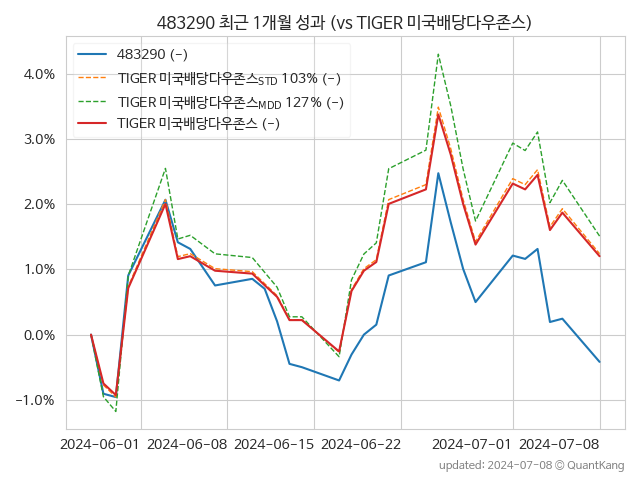 483290 최근 1개월 성과 (vs TIGER 미국배당다우존스)
483290 (-)
TIGER 미국배당다우존스STD 103% (-)
TIGER 미국배당다우존스MDD 127% (-)
TIGER 미국배당다우존스 (-)
4.0%
3.0%
2.0%
1.0%
0.0%
-1.0%
2024-06-01 2024-06-08 2024-06-15 2024-06-22 2024-07-01 2024-07-08
updated: 2024-07-08 © QuantKang